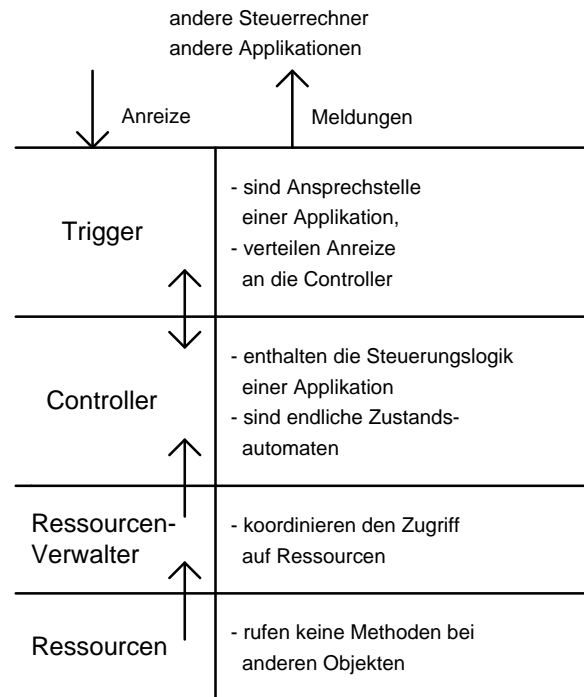 andere Steuerrechner
andere Applikationen
Anreize
Meldungen
Trigger
- sind Ansprechstelle
einer Applikation,
- verteilen Anreize
an die Controller
Controller
- enthalten die Steuerungslogik
einer Applikation
- sind endliche Zustands-
automaten
Ressourcen-
Verwalter
- koordinieren den Zugriff
auf Ressourcen
Ressourcen
- rufen keine Methoden bei
anderen Objekten